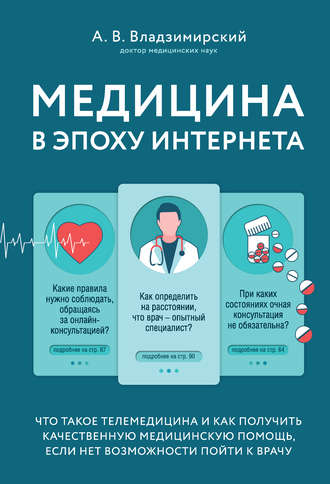 А. В. Владзимирский
доктор медицинских наук
МЕДИЦИНА
В ЭПОХУ ИНТЕРНЕТА
Какие правила
нужно соблюдать,
обращаясь
за онлайн-
консультацией?
подробнее на стр. 87
Как определить
на расстоянии,
что врач – опытный
специалист?
подробнее на стр. 90
При каких
состояниях очная
консультация
не обязательна?
подробнее на стр. 84
ЧТО ТАКОЕ ТЕЛЕМЕДИЦИНА И КАК ПОЛУЧИТЬ
КАЧЕСТВЕННУЮ МЕДИЦИНСКУЮ ПОМОЩЬ,
ЕСЛИ НЕТ ВОЗМОЖНОСТИ ПОЙТИ К ВРАЧУ